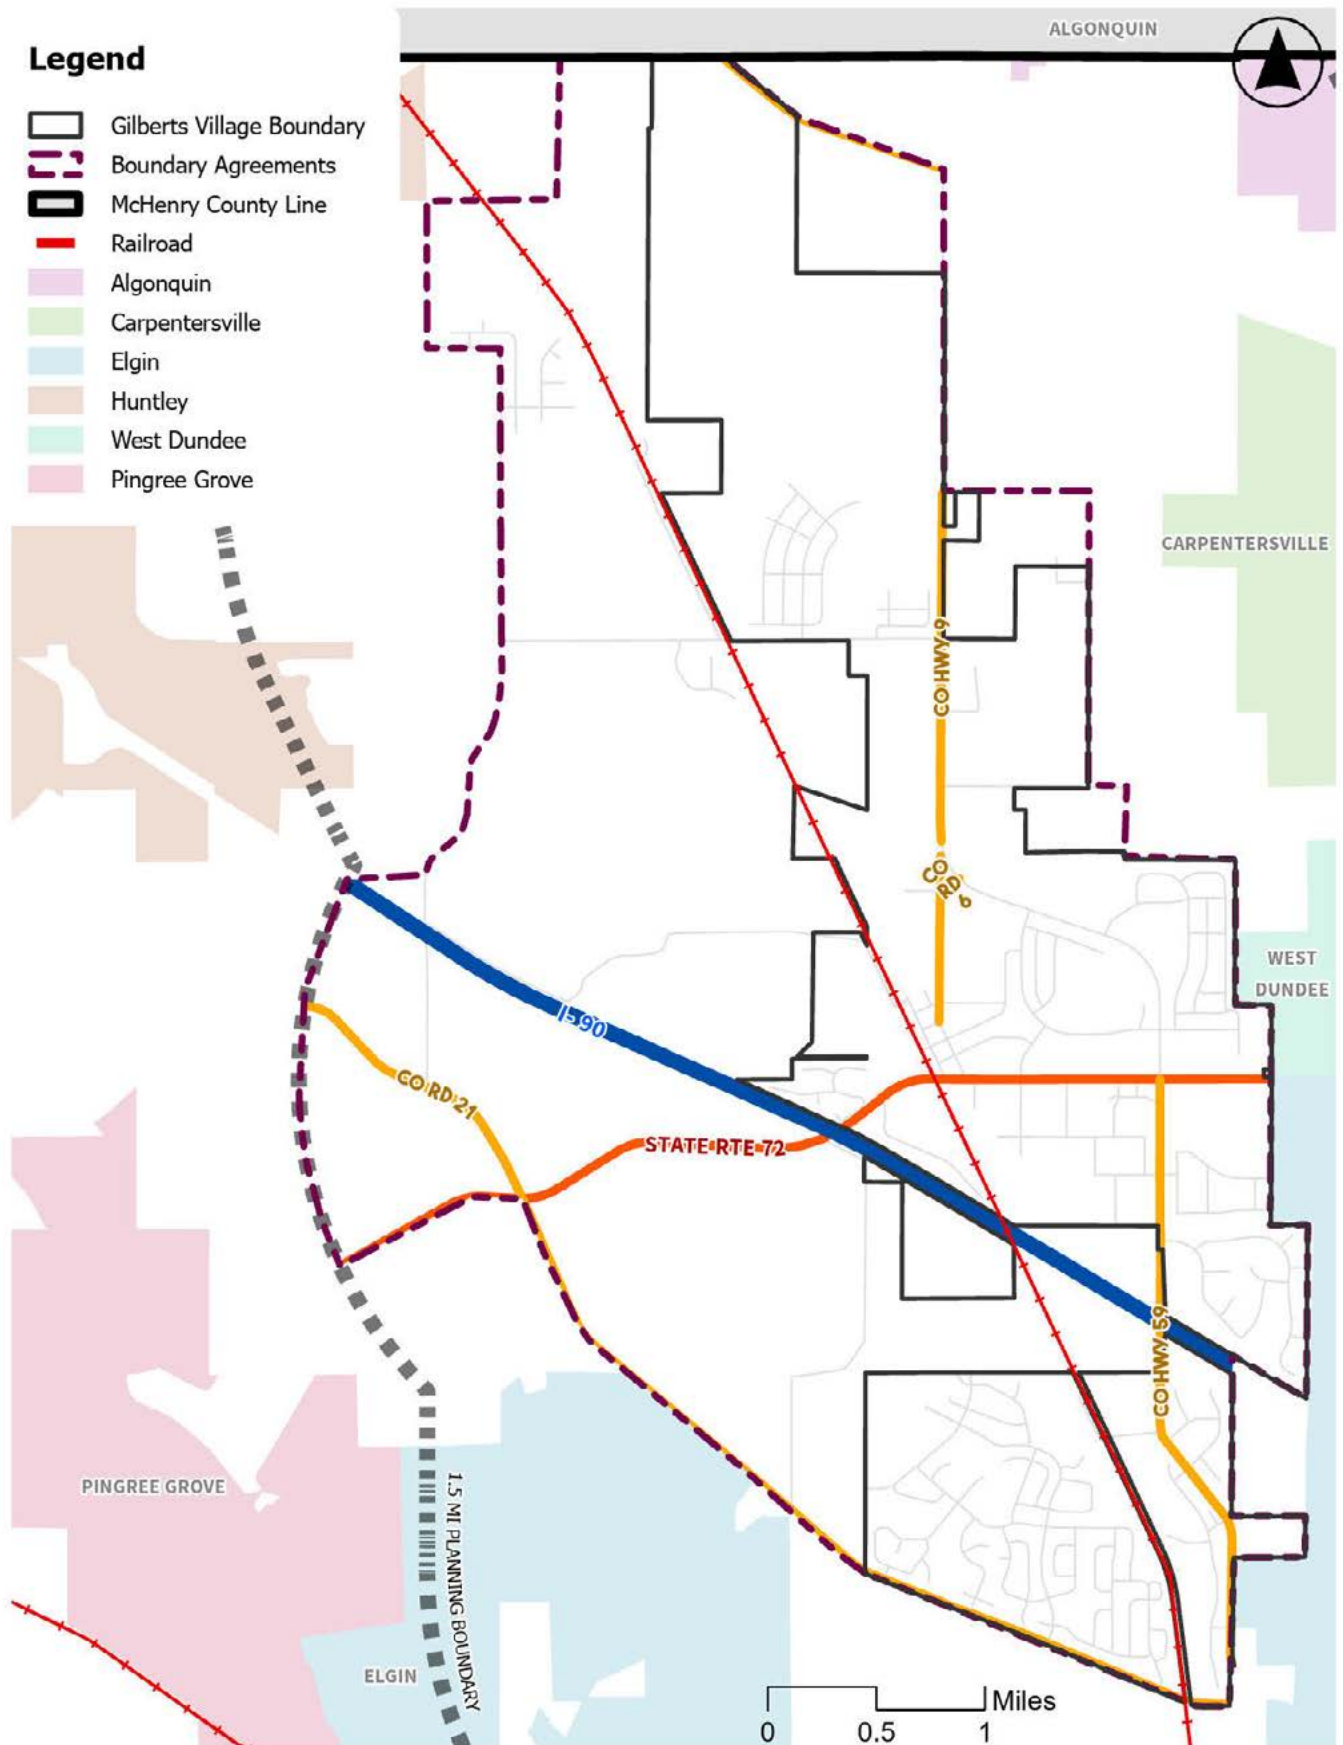 ALGONQUIN
Legend
Gilberts Village Boundary
Boundary Agreements
McHenry County Line
Railroad
Algonquin
Carpentersville
Elgin
Huntley
West Dundee
Pingree Grove
CARPENTERSVILLE
CO HWY 9
CO
RD
6
WEST
DUNDEE
I-90
CO RD 21
STATE RTE 72
CO HWY 59
PINGREE GROVE
1.5 MI PLANNING BOUNDARY
ELGIN
Miles
0 0.5 1